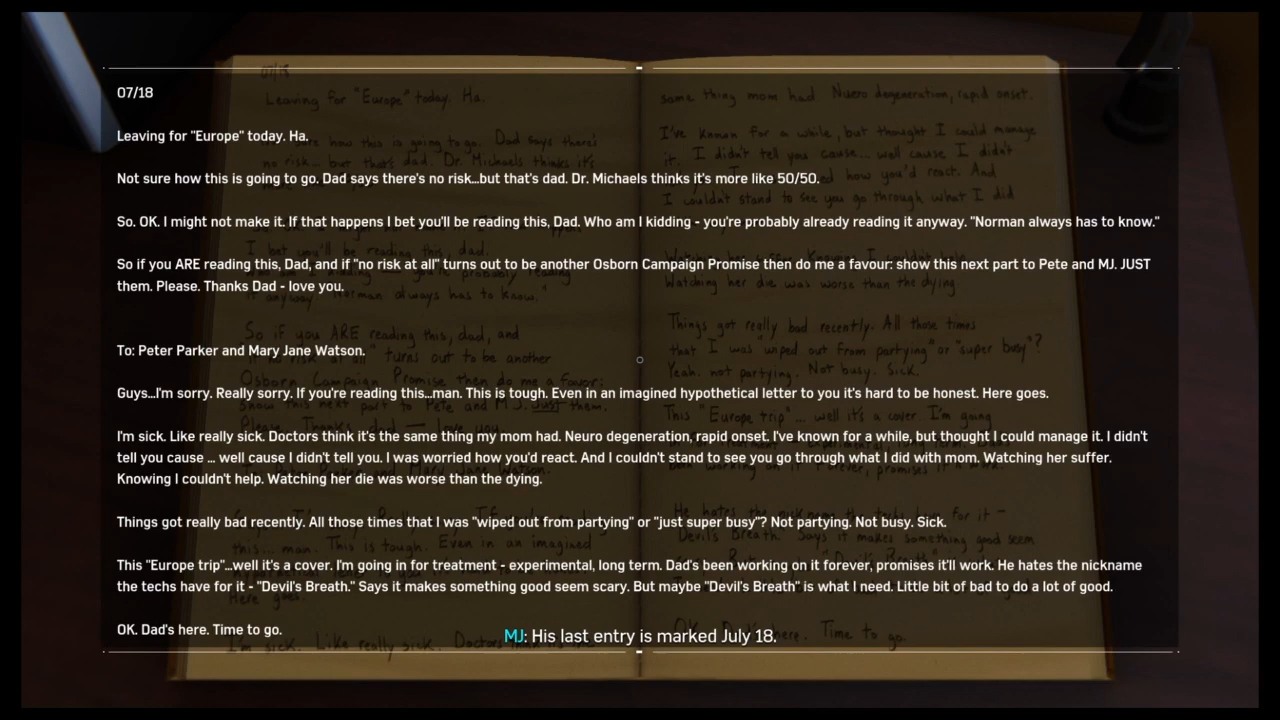 07/18
Leaving for "Europe" today. Ha.
Not sure how this is going to go. Dad says there's no risk...but that's dad. Dr. Michaels thinks it's more like 50/50.
So. OK. I might not make it. If that happens I bet you'll be reading this, Dad. Who am I kidding - you're probably already reading it anyway. "Norman always has to know."
So if you ARE reading this, Dad, and if "no risk at all" turns out to be another Osborn Campaign Promise then do me a favour: show this next part to Pete and MJ. JUST
them. Please. Thanks Dad - love you.
To: Peter Parker and Mary Jane Watson.
Guys...I'm sorry. Really sorry. If you're reading this...man. This is tough. Even in an imagined hypothetical letter to you it's hard to be honest. Here goes.
I'm sick. Like really sick. Doctors think it's the same thing my mom had. Neuro degeneration, rapid onset. I've known for a while, but thought I could manage it. I didn't
tell you cause ... well cause I didn't tell you. I was worried how you'd react. And I couldn't stand to see you go through what I did with mom. Watching her suffer.
Knowing I couldn't help. Watching her die was worse than the dying.
Things got really bad recently. All those times that I was "wiped out from partying" or "just super busy"? Not partying. Not busy. Sick.
This "Europe trip"...well it's a cover. I'm going in for treatment - experimental, long term. Dad's been working on it forever, promises it'll work. He hates the nickname
the techs have for it - "Devil's Breath." Says it makes something good seem scary. But maybe "Devil's Breath" is what I need. Little bit of bad to do a lot of good.
OK. Dad's here. Time to go.
MJ: His last entry is marked July 18.